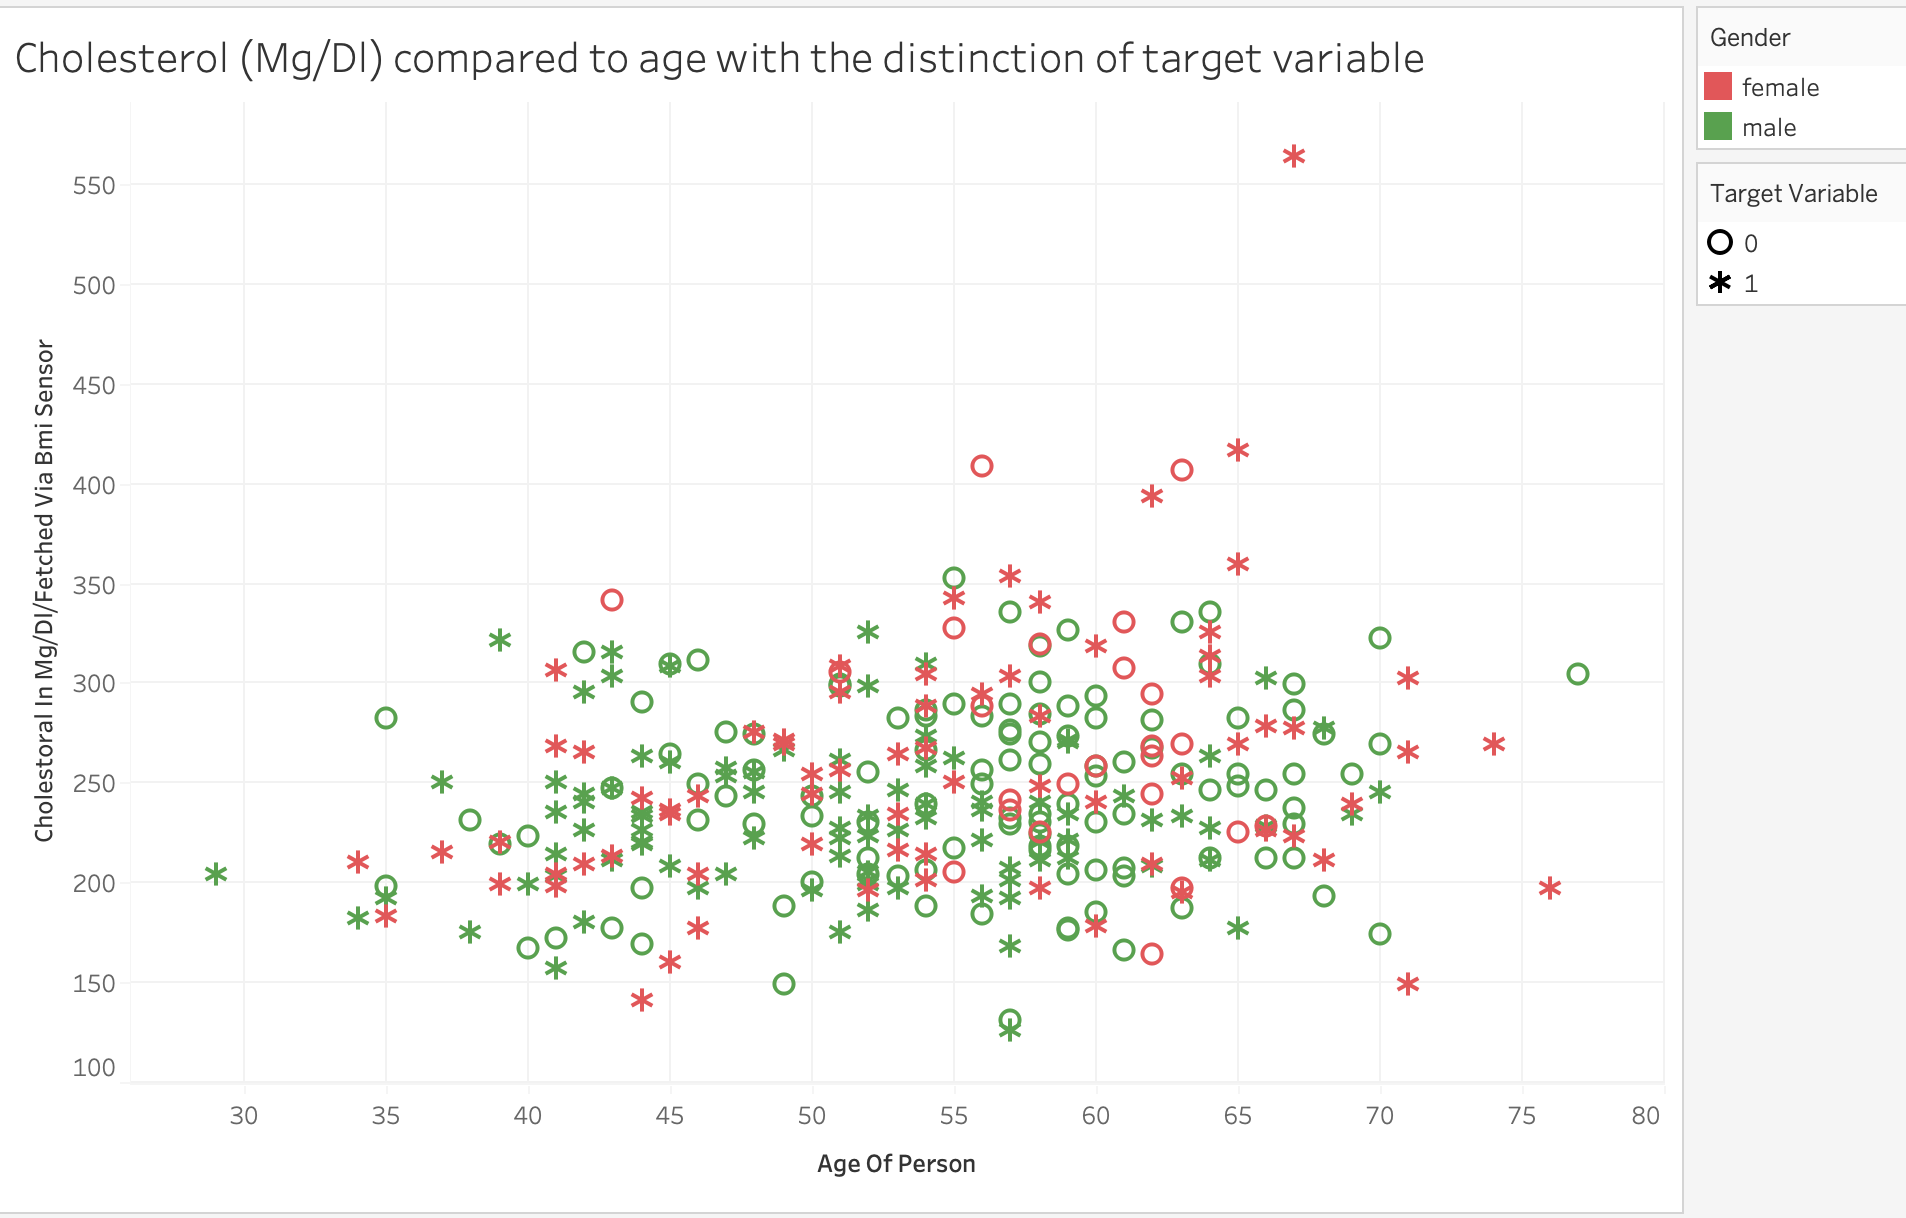 Cholesterol (Mg/Dl) compared to age with the distinction of target variable
Gender
female
male
Target Variable
0
1
Cholestoral In Mg/Dl/Fetched Via Bmi Sensor
550
500
450
400
350
300
250
200
150
100
30 35 40 45 50 55 60 65 70 75 80
Age Of Person